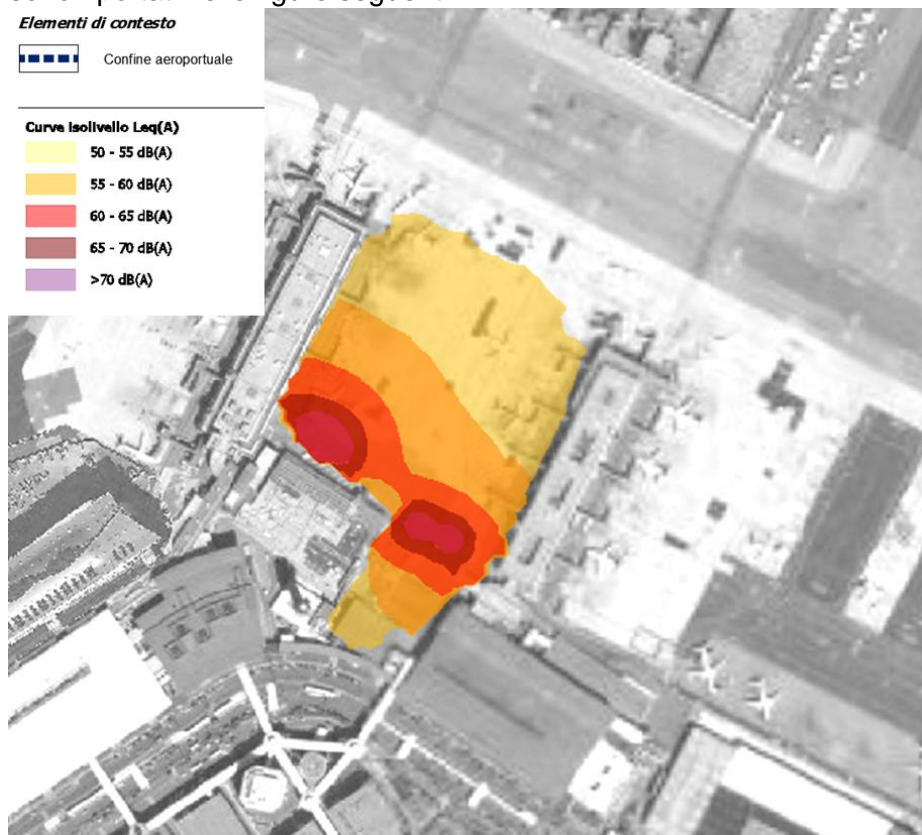 Elementi di contesto
Confine aeroportuale
Curve Isolivello Leq(A)
50 - 55 dB(A)
55 - 60 dB(A)
60 - 65 dB(A)
65 - 70 dB(A)
>70 dB(A)